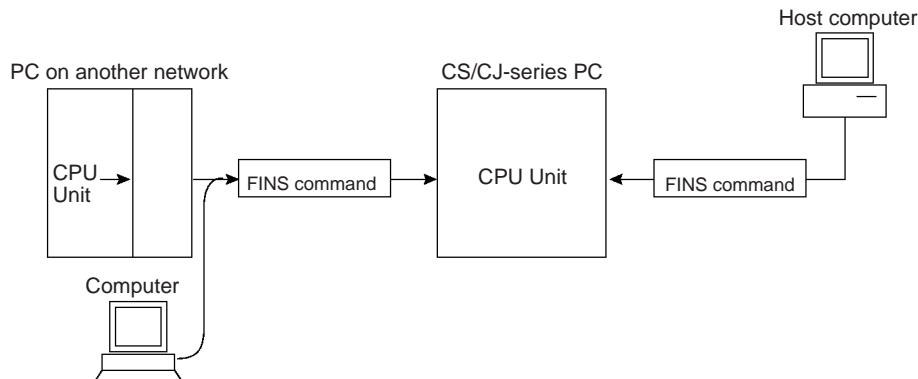 Host computer
PC on another network
CS/CJ-series PC
CPU
Unit
FINS command
CPU Unit
FINS command
Computer